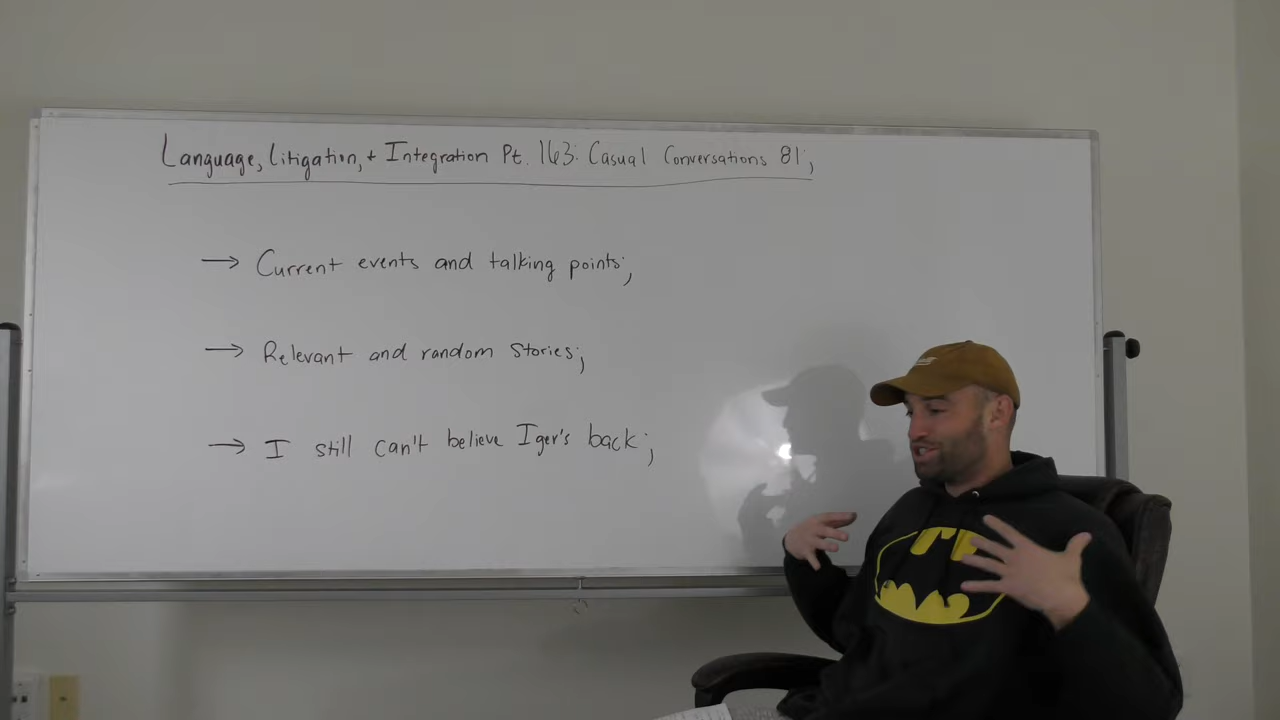 Language, Litigation, + Integration Pt. 163: Casual Conversations 81;
→ Current events and talking points;
→ Relevant and random stories;
→ I still can't believe Iger's back;